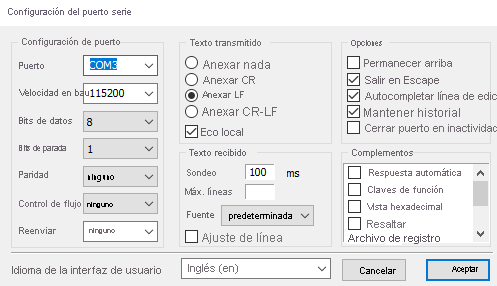 Configuración del puerto serie
Configuración de puerto
Puerto COM3
Velocidad en bau 115200
Bits de datos 8
Bits de parada 1
Paridad ninguno
Control de flujo ninguno
Reenviar ninguno
Texto transmitido
Anexar nada
Anexar CR
Anexar LF
Anexar CR-LF
Eco local
Texto recibido
Sondeo 100 ms
Máx. líneas
Fuente predeterminada
Ajuste de línea
Opciones
Permanecer arriba
Salir en Escape
Autocompletar línea de edic
Mantener historial
Cerrar puerto en inactividad
Complementos
Respuesta automática
Claves de función
Vista hexadecimal
Resaltar
Archivo de registro
Idioma de la interfaz de usuario Inglés (en)
Cancelar Aceptar